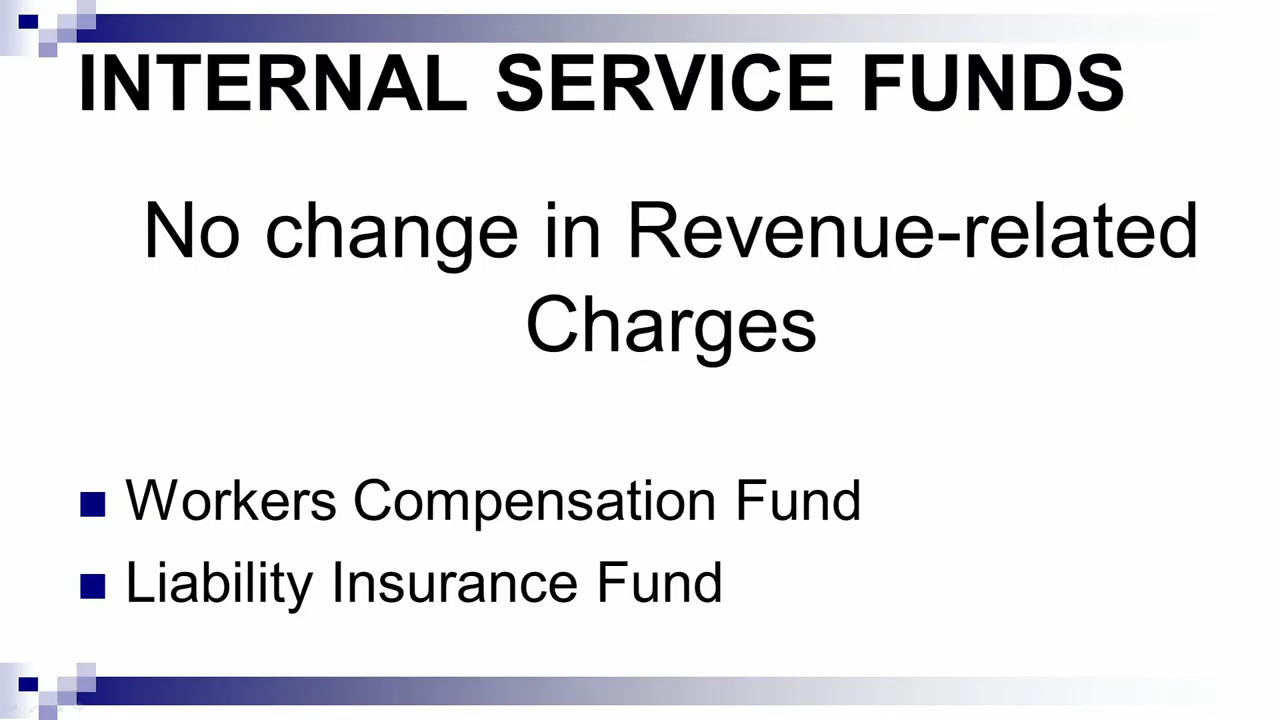 INTERNAL SERVICE FUNDS
No change in Revenue-related
Charges
Workers Compensation Fund
Liability Insurance Fund